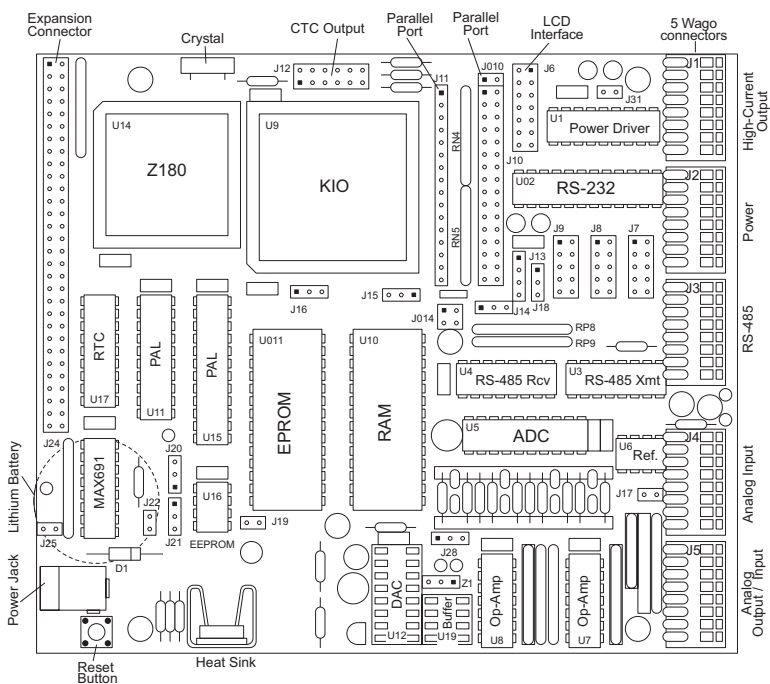 Expansion
Connector
Crystal
CTC Output
Parallel
Port
Parallel
Port
LCD
Interface
5 Wago
connectors
J12
J11
J010
J6
J1
J31
High-Current
Output
U14
Z180
U9
KIO
RN4
U1
Power Driver
J10
U02
RS-232
J2
Power
RN5
J9
J8
J7
J13
J3
RS-485
J16
J15
J14
J18
J014
RP8
RP9
RTC
U17
PAL
U11
PAL
U15
U011
EPROM
U10
RAM
U4
RS-485 Rcv
U3
RS-485 Xmt
U5
ADC
U6
Ref.
J4
Analog Input
J24
Lithium Battery
MAX691
J20
J22
U16
J17
J25
J21
EEPROM
J19
J28
J5
Analog
Output / Input
D1
Power Jack
Z1
DAC
U12
Buffer
U19
Op-Amp
U8
Op-Amp
U7
Reset
Button
Heat Sink